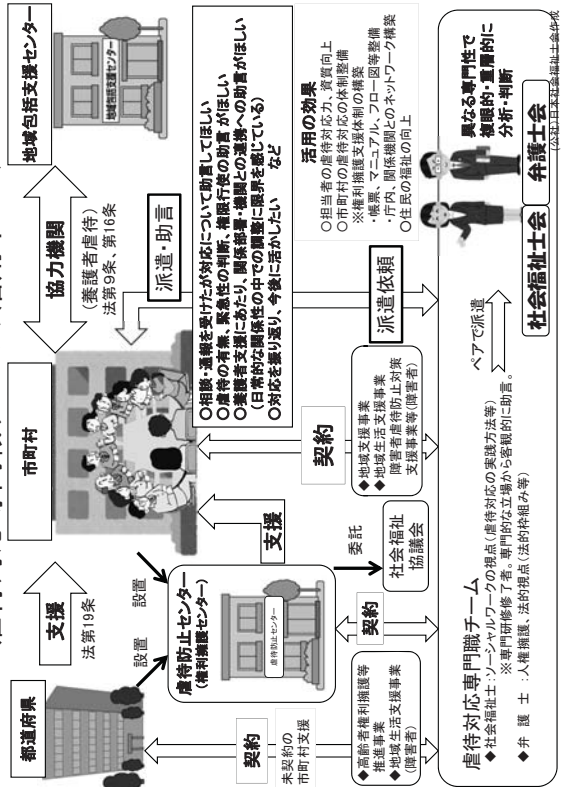 都道府県
支援
法第19条
市町村
協力機関
(養護者虐待)
法第9条、第16条
地域包括支援センター
地域包括支援センター
設置
設置
虐待防止センター
(権利擁護センター)
虐待防止センター
支援
委託
社会福祉
協議会
派遣・助言
○相談・通報を受けたが対応について助言してほしい
○虐待の有無、緊急性の判断、権限行使の助言がほしい
○養護者支援にあたり、関係部署・機関との連携への助言がほしい
(日常的な関係性の中での調整に限界を感じている)
○対応を振り返り、今後に活かしたい　など
活用の効果
○担当者の虐待対応力、資質向上
○市町村の虐待対応の体制整備
※権利擁護支援体制の構築
・帳票、マニュアル、フロー図等整備
・庁内、関係機関とのネットワーク構築
○住民の福祉の向上
契約
未契約の
市町村支援
◆高齢者権利擁護等
推進事業
◆地域生活支援事業
(障害者)
契約
契約
◆地域支援事業
◆地域生活支援事業
障害者虐待防止対策
支援事業等(障害者)
派遣依頼
虐待対応専門職チーム
◆社会福祉士：ソーシャルワークの視点(虐待対応の実践方法等)
※専門研修修了者。専門的な立場から客観的に助言。
◆弁　護　士　：人権擁護、法的視点(法的枠組み等)
ペアで派遣
社会福祉士会
弁護士会
異なる専門性で
複眼的・重層的に
分析・判断
(公社)日本社会福祉士会作成